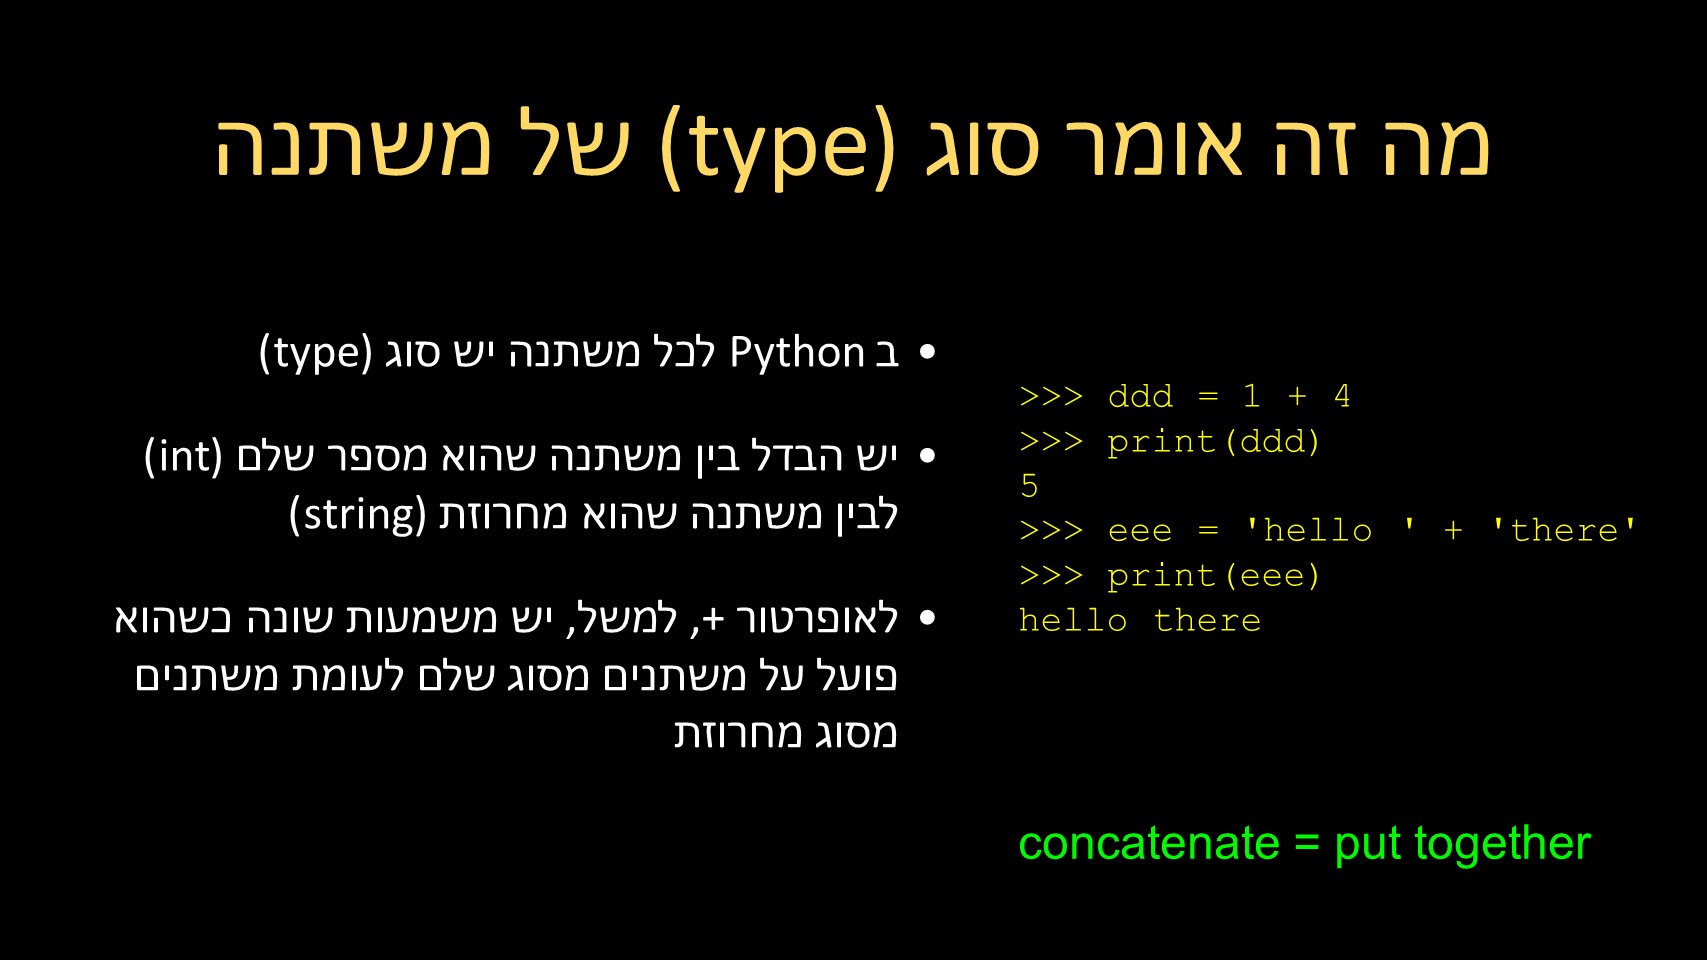 מה זה אומר סוג (type) של משתנה
• ב Python לכל משתנה יש סוג (type)
• יש הבדל בין משתנה שהוא מספר שלם (int)
לבין משתנה שהוא מחרוזת (string)
• לאופרטור +, למשל, יש משמעות שונה כשהוא
פועל על משתנים מסוג שלם לעומת משתנים
מסוג מחרוזת
>>> ddd = 1 + 4
>>> print(ddd)
5
>>> eee = 'hello ' + 'there'
>>> print(eee)
hello there
concatenate = put together